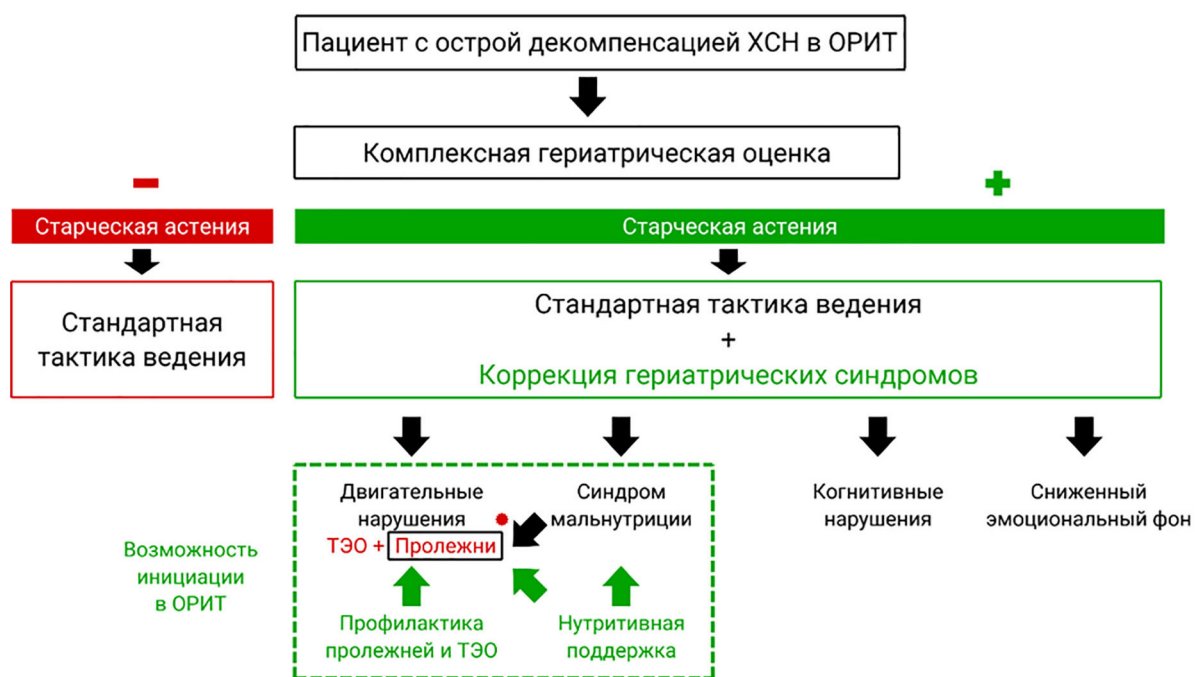 Пациент с острой декомпенсацией ХСН в ОРИТ
Комплексная гериатрическая оценка
Старческая астения
Старческая астения
Стандартная
тактика ведения
Стандартная тактика ведения
+
Коррекция гериатрических синдромов
Двигательные
нарушения
ТЭО + Пролежни
Синдром
мальнутриции
Когнитивные
нарушения
Сниженный
эмоциональный фон
Возможность
инициации
в ОРИТ
Профилактика
пролежней и ТЭО
Нутритивная
поддержка